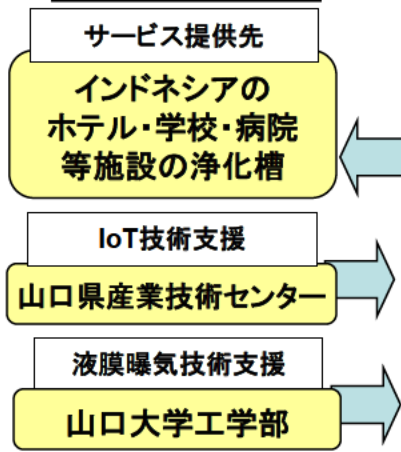 サービス提供先
インドネシアの
ホテル・学校・病院
等施設の浄化槽
IoT技術支援
山口県産業技術センター
液膜曝気技術支援
山口大学工学部